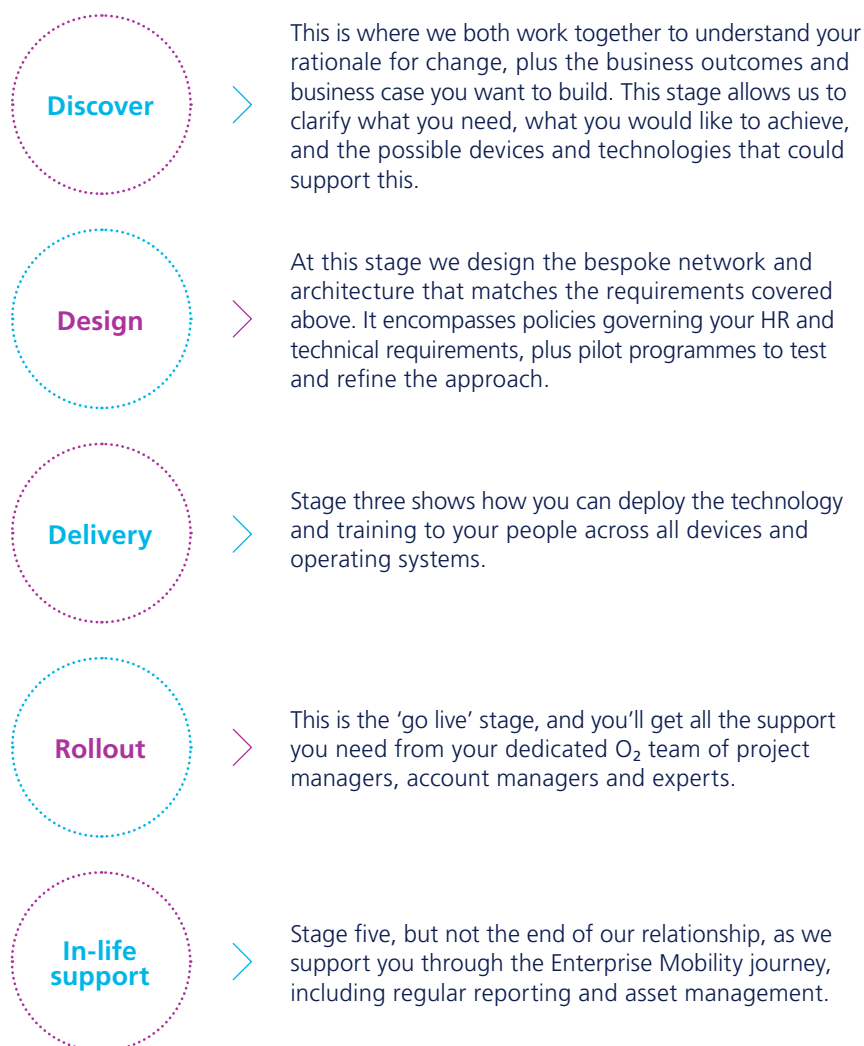 Discover
This is where we both work together to understand your
rationale for change, plus the business outcomes and
business case you want to build. This stage allows us to
clarify what you need, what you would like to achieve,
and the possible devices and technologies that could
support this.
Design
At this stage we design the bespoke network and
architecture that matches the requirements covered
above. It encompasses policies governing your HR and
technical requirements, plus pilot programmes to test
and refine the approach.
Delivery
Stage three shows how you can deploy the technology
and training to your people across all devices and
operating systems.
Rollout
This is the ‘go live’ stage, and you’ll get all the support
you need from your dedicated O₂ team of project
managers, account managers and experts.
In-life
support
Stage five, but not the end of our relationship, as we
support you through the Enterprise Mobility journey,
including regular reporting and asset management.